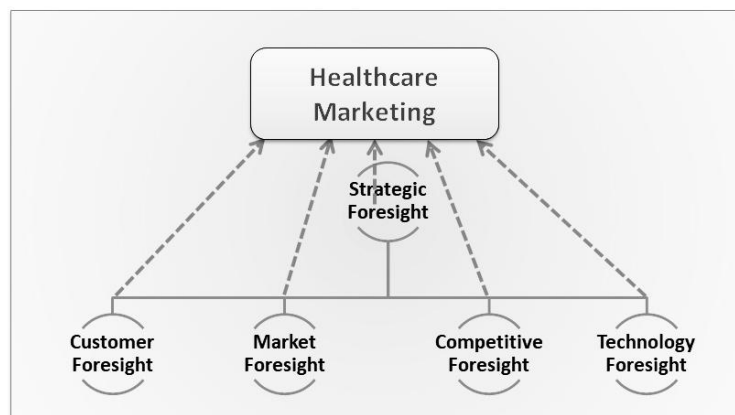 Healthcare
Marketing
Strategic
Foresight
Customer
Foresight
Market
Foresight
Competitive
Foresight
Technology
Foresight